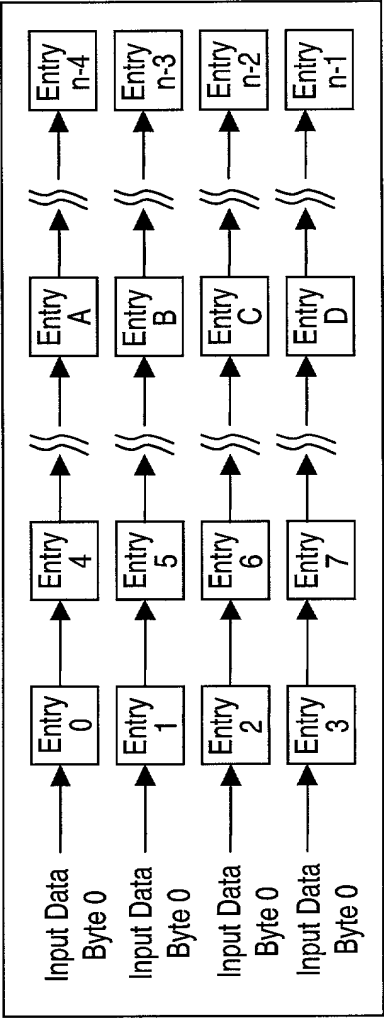 Input Data
Byte 0
Entry
0
Entry
4
Entry
A
Entry
n-4
Input Data
Byte 0
Entry
1
Entry
5
Entry
B
Entry
n-3
Input Data
Byte 0
Entry
2
Entry
6
Entry
C
Entry
n-2
Input Data
Byte 0
Entry
3
Entry
7
Entry
D
Entry
n-1